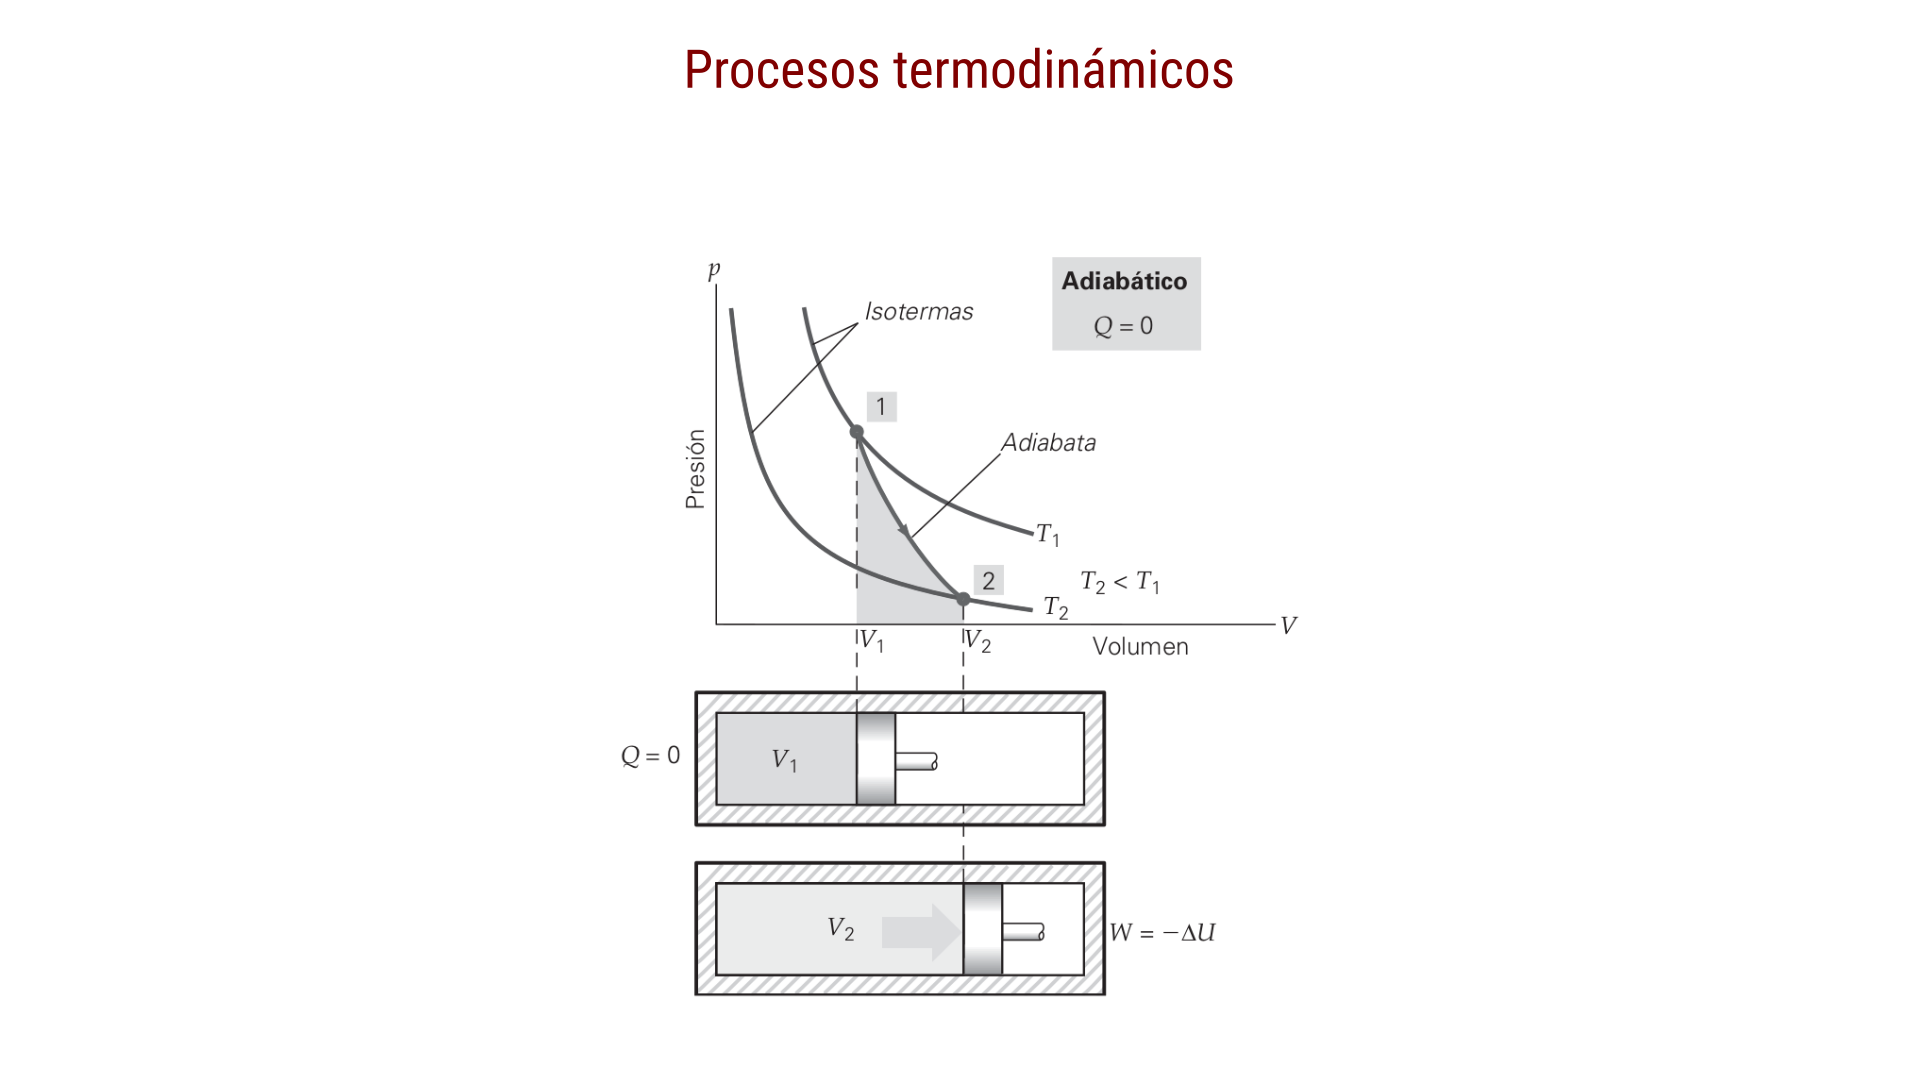 Procesos termodinámicos
p
Isotermas
Adiabático
Q = 0
1
Adiabata
Presión
T₁
2
T₂ < T₁
T₂
V
V₁
V₂
Volumen
Q = 0
V₁
V₂
W = −ΔU